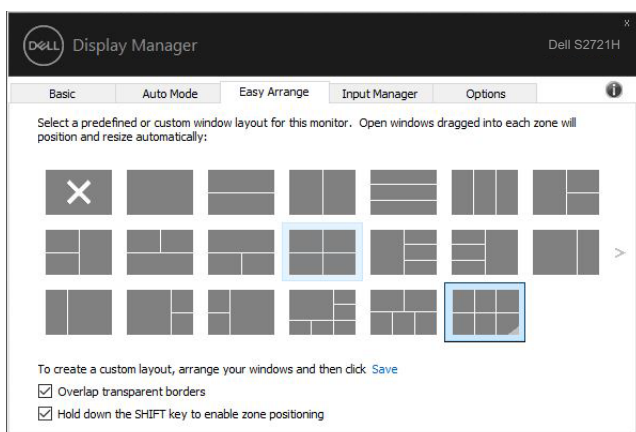 x
DELL Display Manager
Dell S2721H
Basic Auto Mode Easy Arrange Input Manager Options
Select a predefined or custom window layout for this monitor. Open windows dragged into each zone will
position and resize automatically:
To create a custom layout, arrange your windows and then click Save
Overlap transparent borders
Hold down the SHIFT key to enable zone positioning